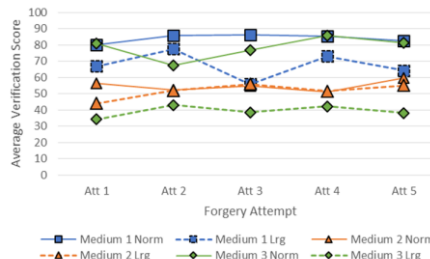 Average Verification Score
90
80
70
60
50
40
30
20
10
0
Att 1 Att 2 Att 3 Att 4 Att 5
Forgery Attempt
Medium 1 Norm Medium 1 Lrg Medium 2 Norm
Medium 2 Lrg Medium 3 Norm Medium 3 Lrg